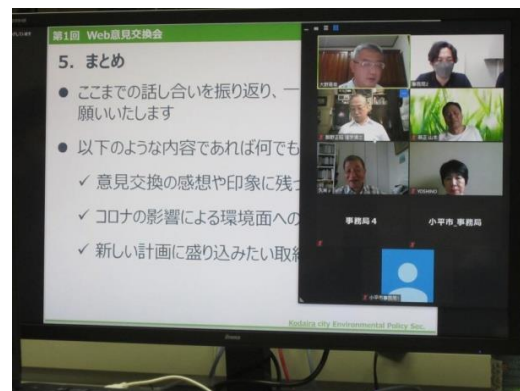 第1回 Web意見交換会
5. まとめ
● ここまでの話し合いを振り返り、一
願いいたします
● 以下のような内容であれば何でも
✓ 意見交換の感想や印象に残っ
✓ コロナの影響による環境面への
✓ 新しい計画に盛り込みたい取組
YOSHINO
事務局4
小平市_事務局
Kodaira city Environmental Policy Sec.